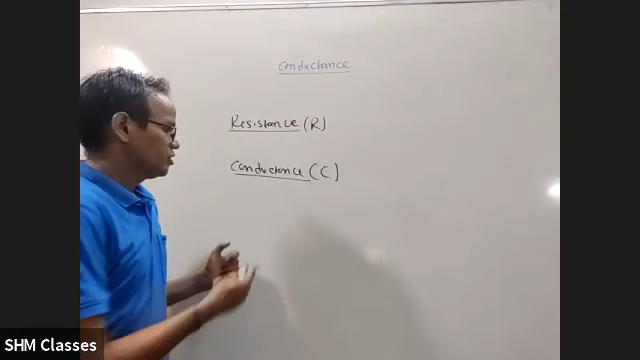 Conductance
Resistance (R)
Conductance (C)
SHM Classes